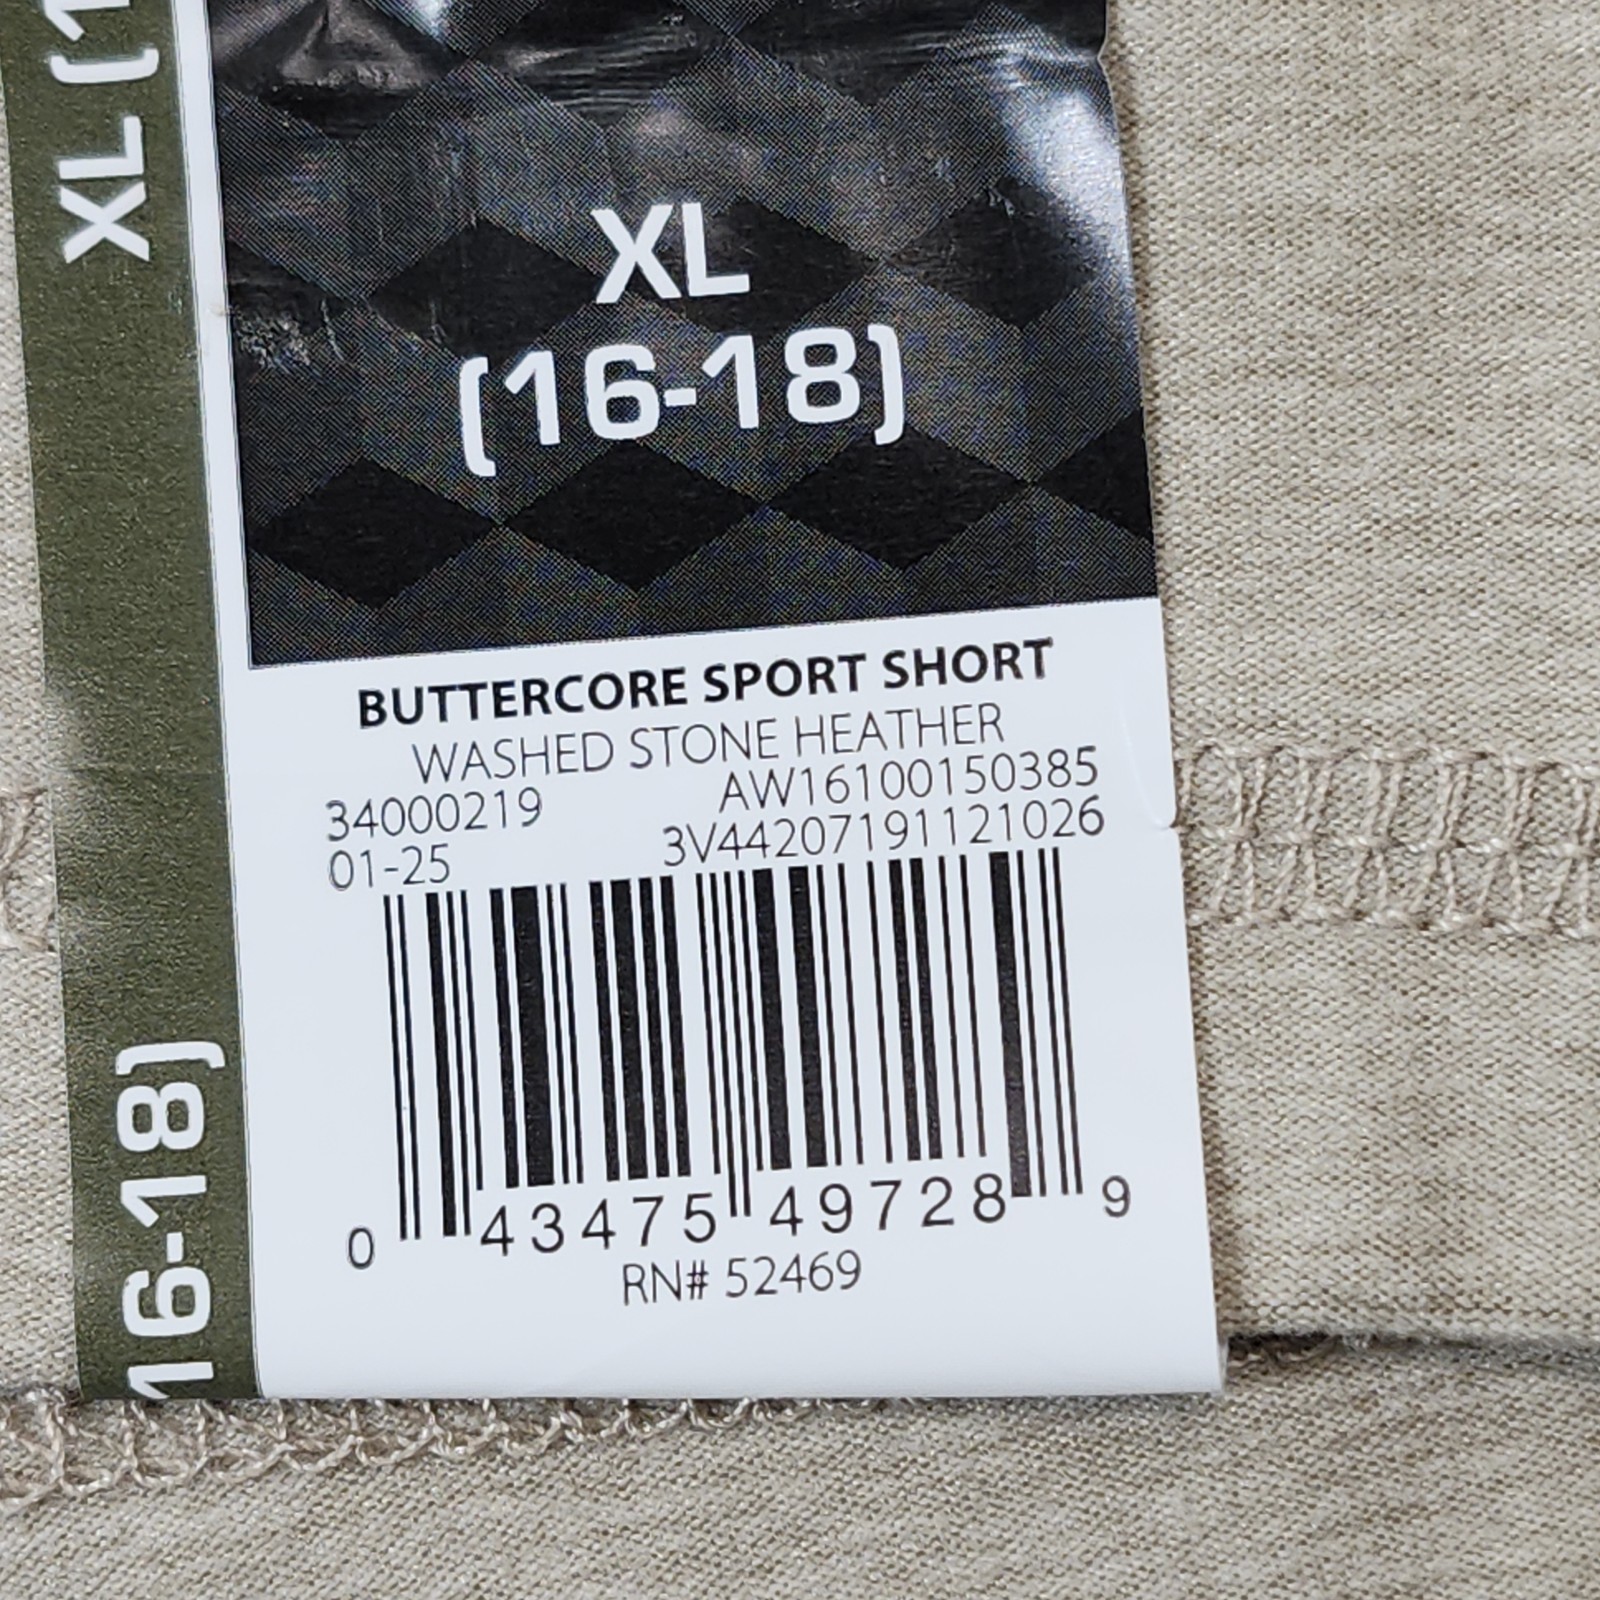 XL (1
XL
(16-18)
BUTTERCORE SPORT SHORT
WASHED STONE HEATHER
34000219 AW16100150385
01-25 3V44207191121026
0 43475 49728 9
RN# 52469
16-18)